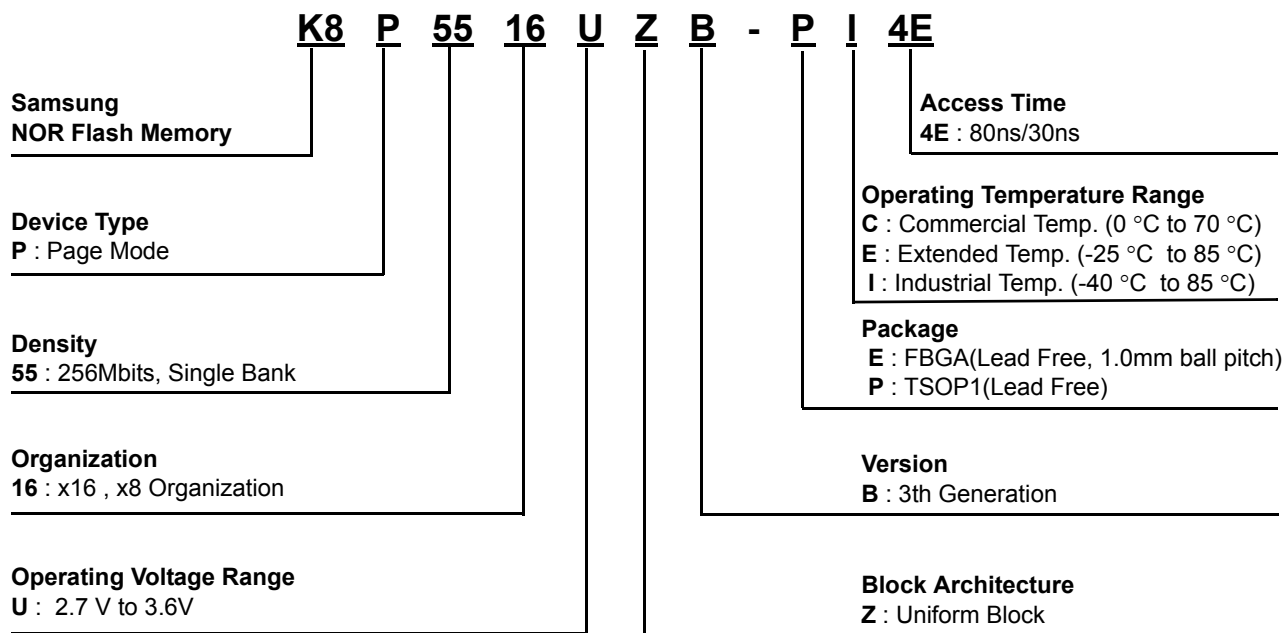 K8 P 55 16 U Z B - P I 4E
Samsung
NOR Flash Memory
Device Type
P : Page Mode
Density
55 : 256Mbits, Single Bank
Organization
16 : x16 , x8 Organization
Operating Voltage Range
U : 2.7 V to 3.6V
Access Time
4E : 80ns/30ns
Operating Temperature Range
C : Commercial Temp. (0 °C to 70 °C)
E : Extended Temp. (-25 °C to 85 °C)
I : Industrial Temp. (-40 °C to 85 °C)
Package
E : FBGA(Lead Free, 1.0mm ball pitch)
P : TSOP1(Lead Free)
Version
B : 3th Generation
Block Architecture
Z : Uniform Block